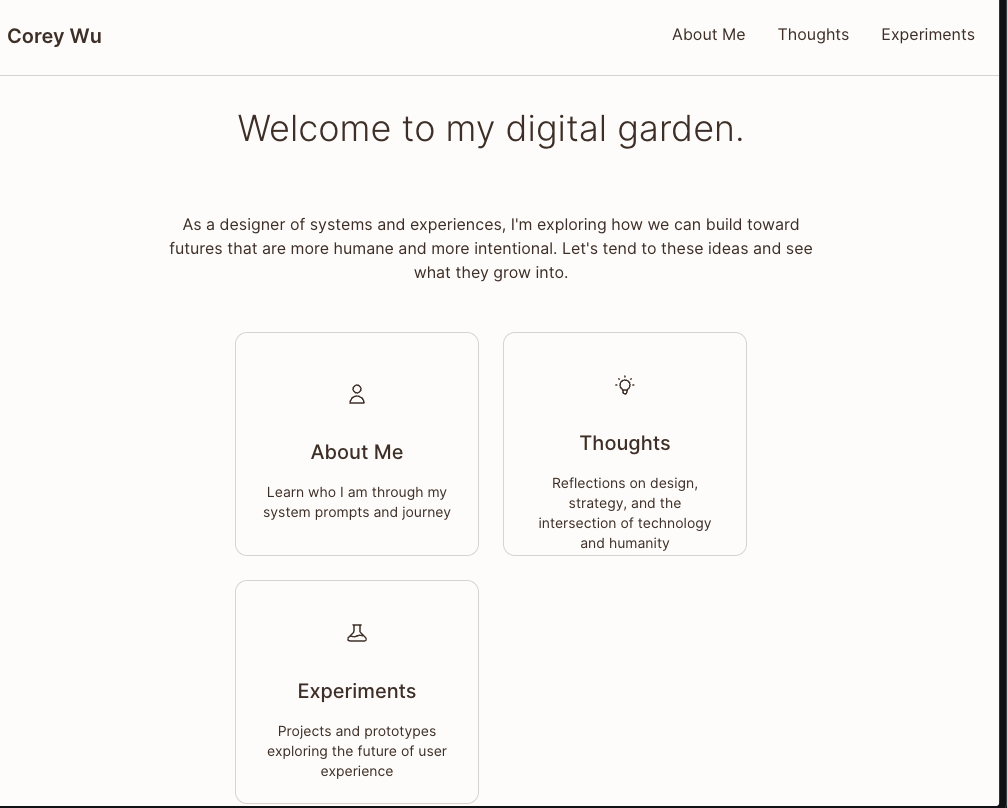 Corey Wu
About Me
Thoughts
Experiments
Welcome to my digital garden.
As a designer of systems and experiences, I'm exploring how we can build toward
futures that are more humane and more intentional. Let's tend to these ideas and see
what they grow into.
About Me
Learn who I am through my
system prompts and journey
Thoughts
Reflections on design,
strategy, and the
intersection of technology
and humanity
Experiments
Projects and prototypes
exploring the future of user
experience